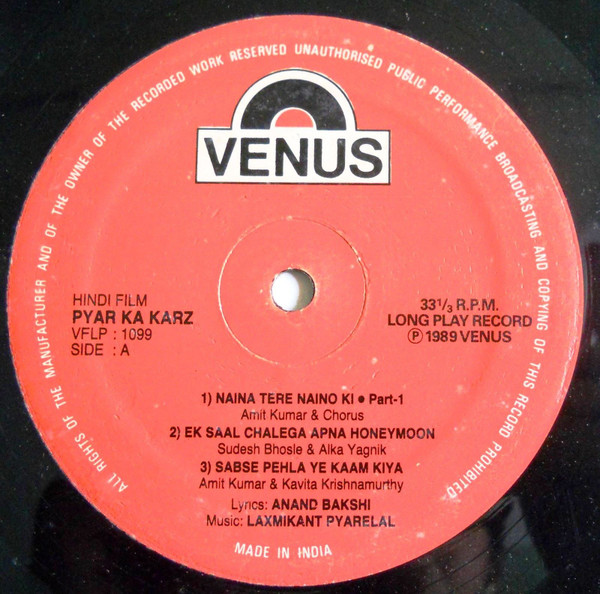 ALL RIGHTS OF THE MANUFACTURER AND OF THE OWNER OF THE RECORDED WORK RESERVED UNAUTHORISED PUBLIC PERFORMANCE BROADCASTING AND COPYING OF THIS RECORD PROHIBITED
VENUS
HINDI FILM
PYAR KA KARZ
VFLP : 1099
SIDE : A
33 1/3 R.P.M.
LONG PLAY RECORD
Ⓟ 1989 VENUS
1) NAINA TERE NAINO KI ● Part-1
Amit Kumar & Chorus
2) EK SAAL CHALEGA APNA HONEYMOON
Sudesh Bhosle & Alka Yagnik
3) SABSE PEHLA YE KAAM KIYA
Amit Kumar & Kavita Krishnamurthy
Lyrics: ANAND BAKSHI
Music: LAXMIKANT PYARELAL
MADE IN INDIA